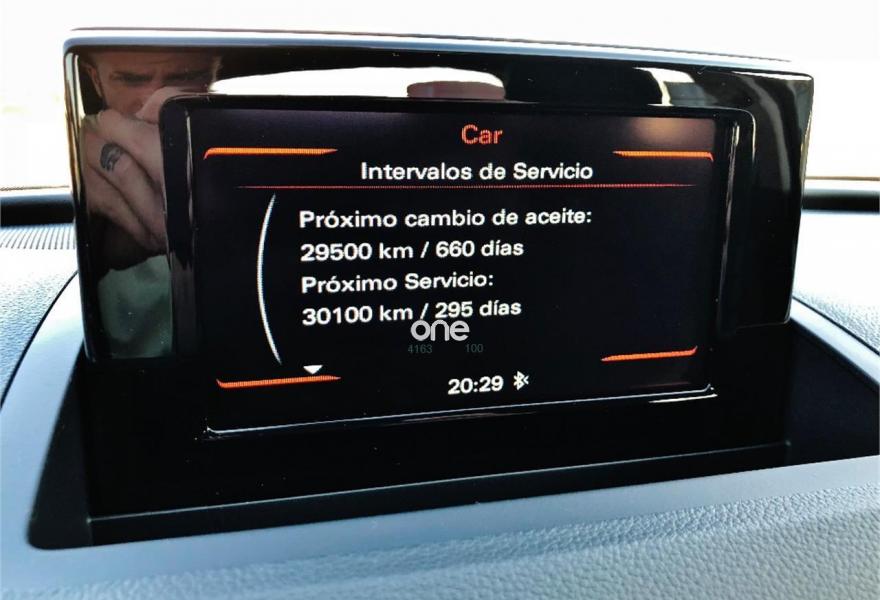 Car
Intervalos de Servicio
Próximo cambio de aceite:
29500 km / 660 días
Próximo Servicio:
30100 km / 295 días
one
4163 100
20:29